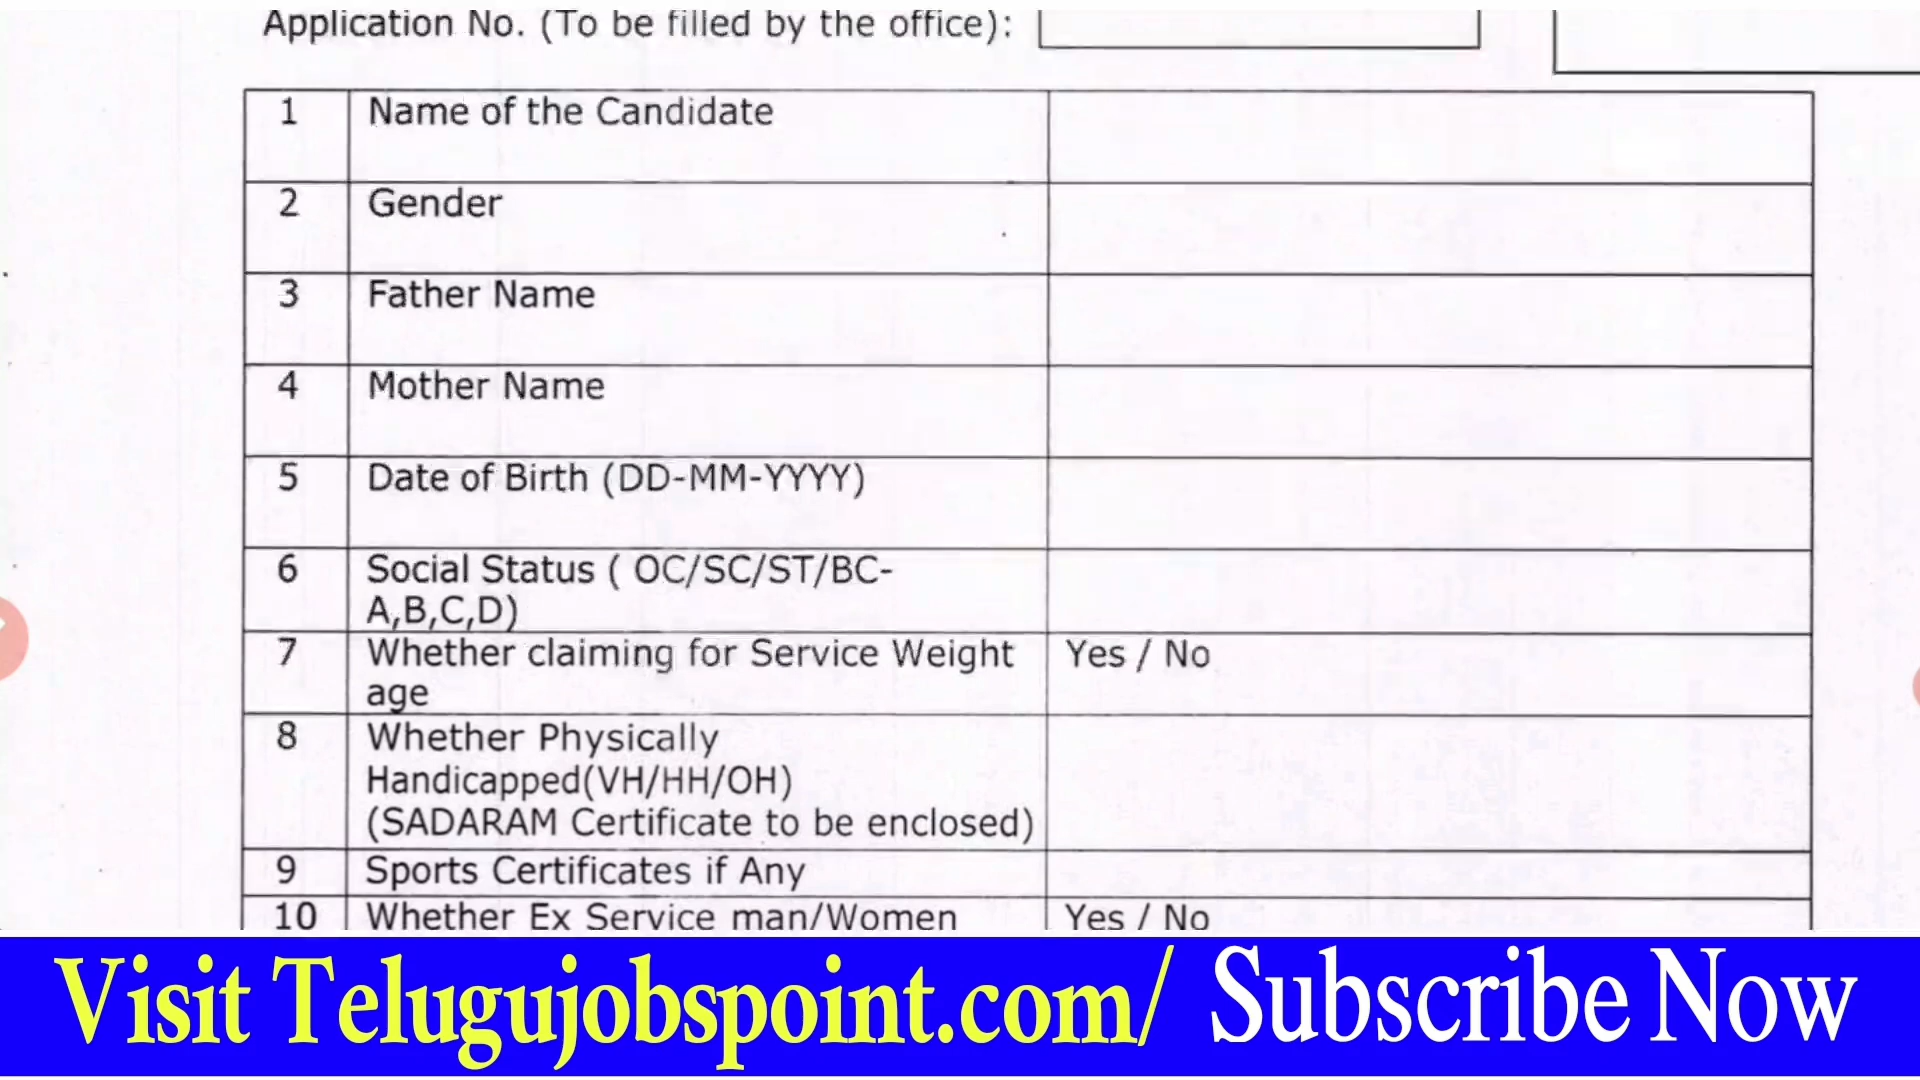 Application No. (To be filled by the office):
1 Name of the Candidate
2 Gender
3 Father Name
4 Mother Name
5 Date of Birth (DD-MM-YYYY)
6 Social Status ( OC/SC/ST/BC-
A,B,C,D)
7 Whether claiming for Service Weight Yes / No
age
8 Whether Physically
Handicapped(VH/HH/OH)
(SADARAM Certificate to be enclosed)
9 Sports Certificates if Any
10 Whether Ex Service man/Women Yes / No
Visit Telugujobspoint.com/ Subscribe Now